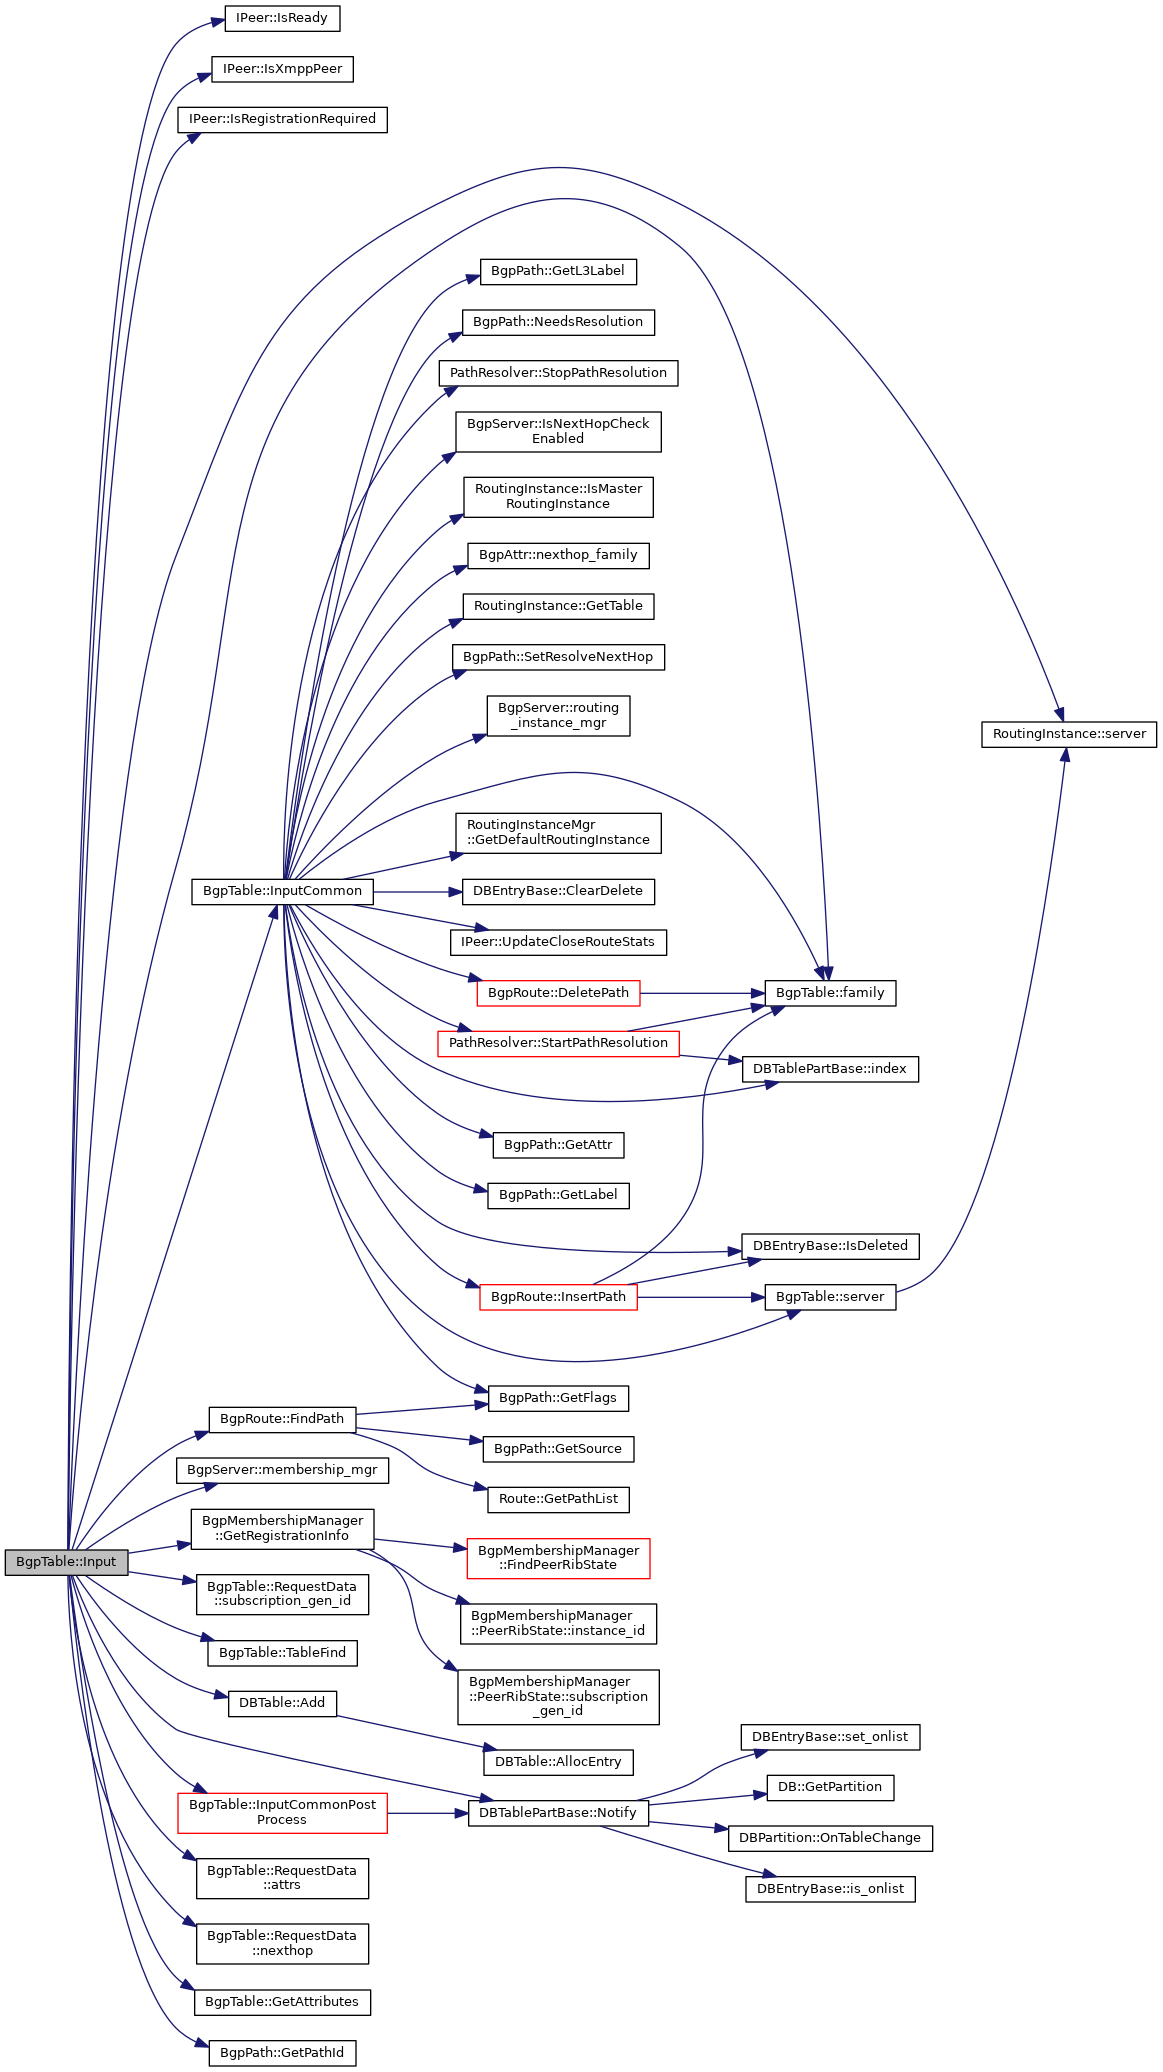 IPeer::IsReady
IPeer::IsXmppPeer
IPeer::IsRegistrationRequired
BgpPath::GetL3Label
BgpPath::NeedsResolution
PathResolver::StopPathResolution
BgpServer::IsNextHopCheck
Enabled
RoutingInstance::IsMaster
RoutingInstance
BgpAttr::nexthop_family
RoutingInstance::GetTable
BgpPath::SetResolveNextHop
BgpServer::routing
_instance_mgr
RoutingInstance::server
RoutingInstanceMgr
::GetDefaultRoutingInstance
BgpTable::InputCommon
DBEntryBase::ClearDelete
IPeer::UpdateCloseRouteStats
BgpRoute::DeletePath
BgpTable::family
PathResolver::StartPathResolution
DBTablePartBase::index
BgpPath::GetAttr
BgpPath::GetLabel
DBEntryBase::IsDeleted
BgpRoute::InsertPath
BgpTable::server
BgpPath::GetFlags
BgpRoute::FindPath
BgpPath::GetSource
BgpServer::membership_mgr
Route::GetPathList
BgpMembershipManager
::GetRegistrationInfo
BgpMembershipManager
::FindPeerRibState
BgpTable::Input
BgpTable::RequestData
::subscription_gen_id
BgpMembershipManager
::PeerRibState::instance_id
BgpTable::TableFind
BgpMembershipManager
::PeerRibState::subscription
_gen_id
DBTable::Add
DBTable::AllocEntry
DBEntryBase::set_onlist
DB::GetPartition
BgpTable::InputCommonPost
Process
DBTablePartBase::Notify
DBPartition::OnTableChange
BgpTable::RequestData
::attrs
DBEntryBase::is_onlist
BgpTable::RequestData
::nexthop
BgpTable::GetAttributes
BgpPath::GetPathId